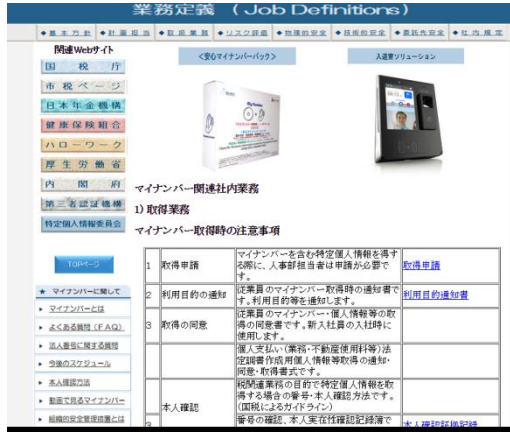 業務定義 （Job Definitions）
◆基本方針 ◆計画担当 ◆取扱業務 ◆リスク評価 ◆物理的安全 ◆技術的安全 ◆委託先安全 ◆社内規定
関連Webサイト
国税庁
市税ページ
日本年金機構
健康保険組合
ハローワーク
厚生労働省
内閣府
第三者認証機構
特定個人情報委員会
TOPページ
★ マイナンバーに関して
マイナンバーとは
よくある質問（FAQ）
法人番号に関する質問
今後のスケジュール
本人確認方法
動画で見るマイナンバー
組織的安全管理措置とは
<安心マイナンバーパック>
入退室ソリューション
マイナンバー関連社内業務
1) 取得業務
マイナンバー取得時の注意事項
1 取得申請 マイナンバーを含む特定個人情報を得す
る際に、人事部担当者は申請が必要で
す。
取得申請
2 利用目的の通知 従業員のマイナンバー取得時の通知書で
す。利用目的等を通知します。
利用目的通知書
3 取得の同意 従業員のマイナンバー・個人情報等の取
得の同意書です。新入社員の入社時に
使用します。
個人支払い（業務・不動産使用料等）法
定調書作成用個人情報等取得の通知・
同意・取得書式です。
本人確認
税関連業務の目的で特定個人情報を取
得する場合の番号・本人確認方法です。
(国税によるガイドライン)
番号の確認、本人実在性確認記録簿で
本人確認証拠記録